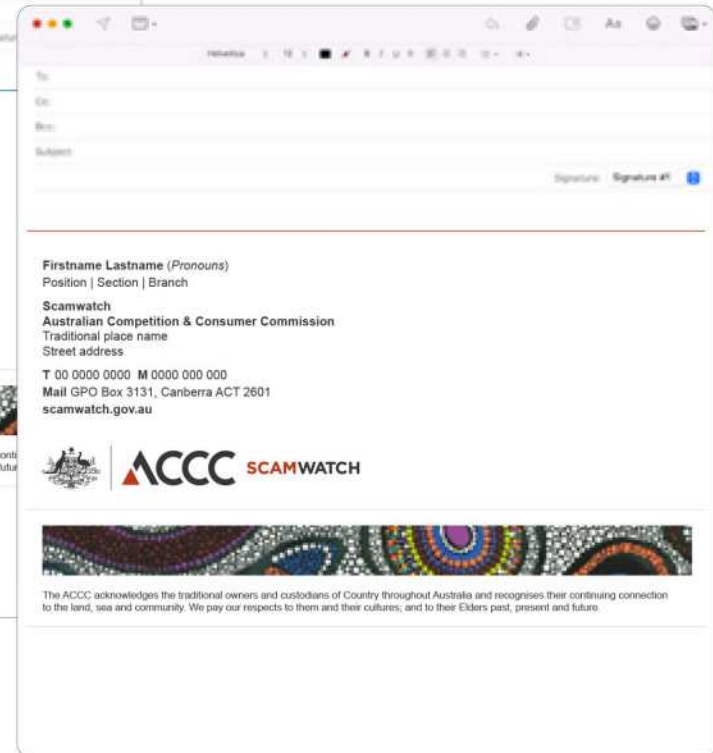 Aa
Helvetica
To:
Cc:
Bcc:
Subject:
Signature: Signature #1
Firstname Lastname (Pronouns)
Position | Section | Branch
Scamwatch
Australian Competition & Consumer Commission
Traditional place name
Street address
T 00 0000 0000 M 0000 000 000
Mail GPO Box 3131, Canberra ACT 2601
scamwatch.gov.au
ACCC SCAMWATCH
The ACCC acknowledges the traditional owners and custodians of Country throughout Australia and recognises their continuing connection
to the land, sea and community. We pay our respects to them and their cultures; and to their Elders past, present and future.